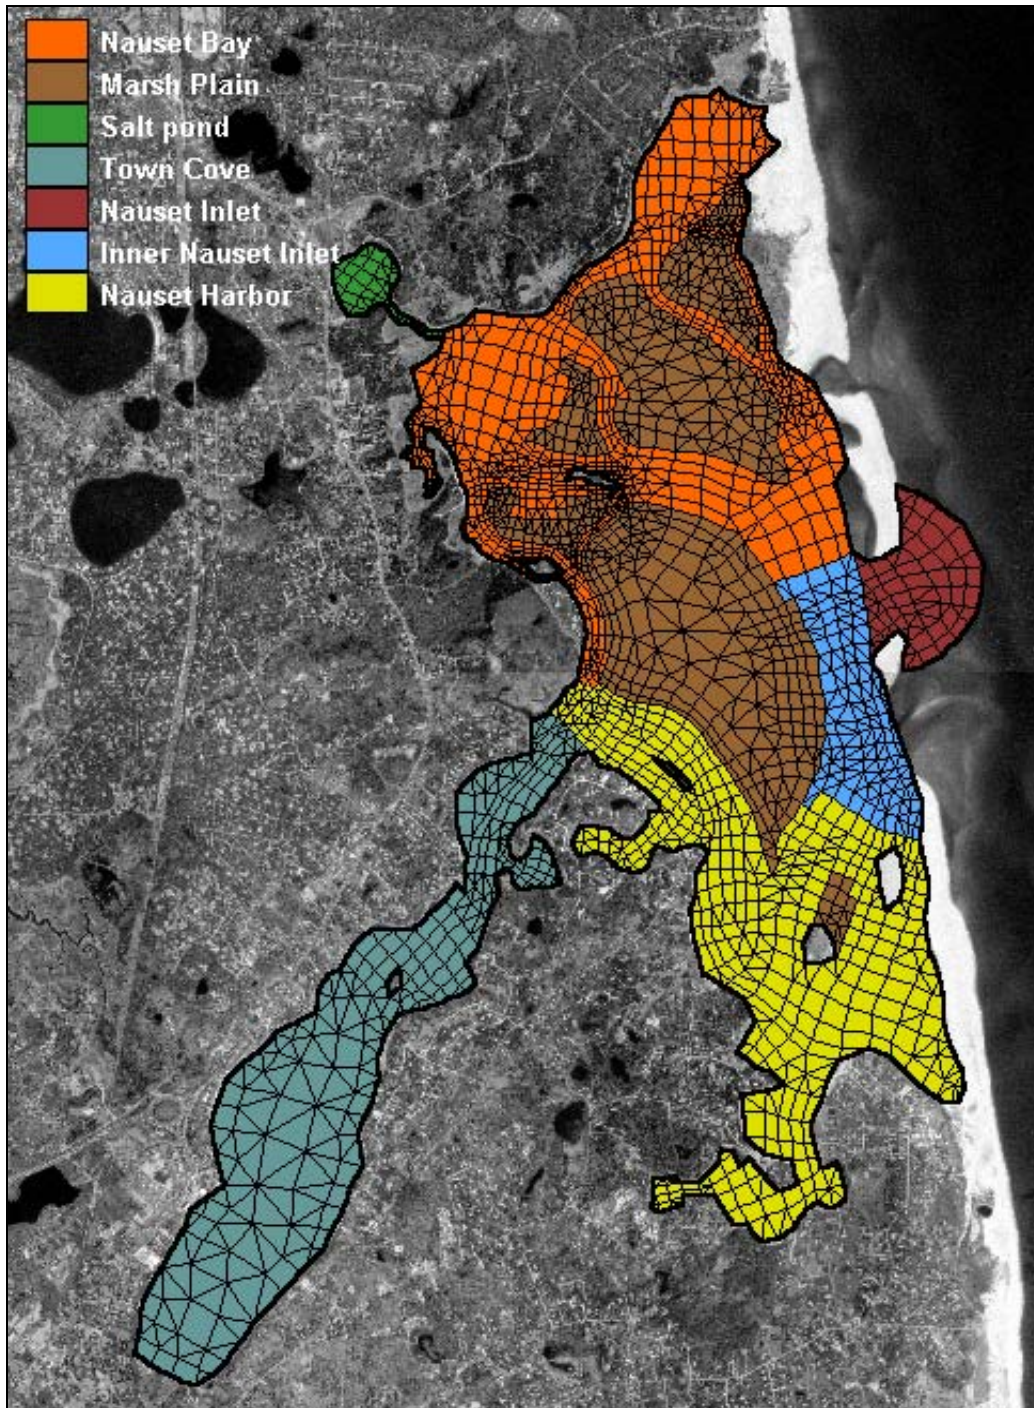 Nauset Bay
Marsh Plain
Salt pond
Town Cove
Nauset Inlet
Inner Nauset Inlet
Nauset Harbor